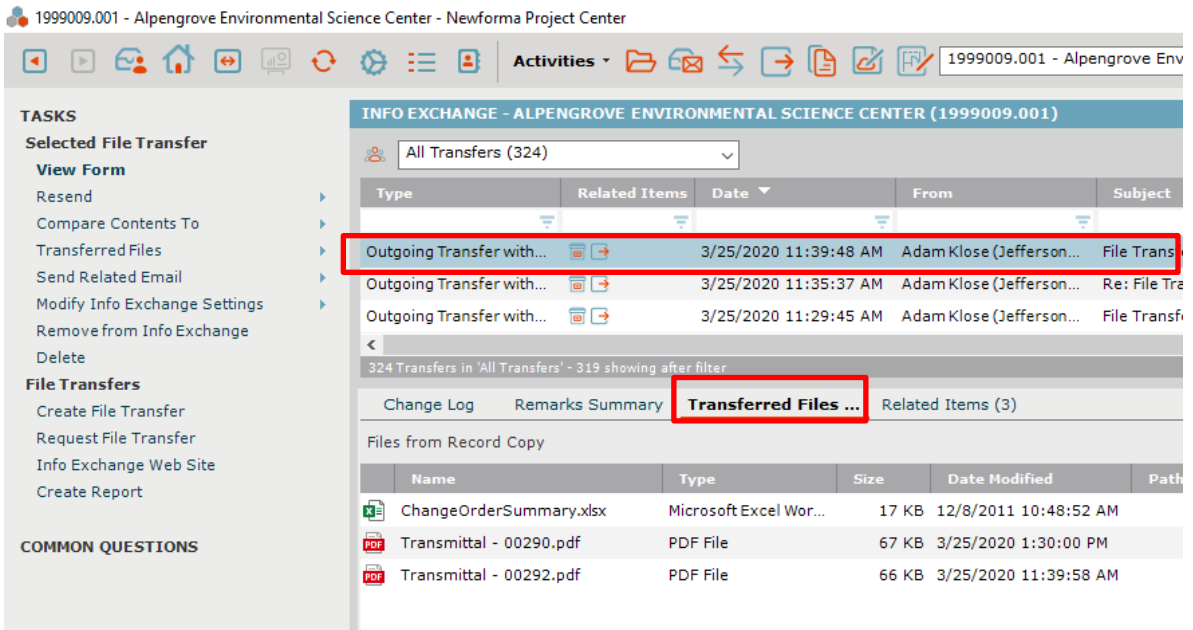 1999009.001 - Alpengrove Environmental Science Center - Newforma Project Center
Activities 1999009.001 - Alpengrove Env
TASKS
Selected File Transfer
View Form
Resend
Compare Contents To
Transferred Files
Send Related Email
Modify Info Exchange Settings
Remove from Info Exchange
Delete
File Transfers
Create File Transfer
Request File Transfer
Info Exchange Web Site
Create Report
COMMON QUESTIONS
INFO EXCHANGE - ALPENGROVE ENVIRONMENTAL SCIENCE CENTER (1999009.001)
All Transfers (324)
Type Related Items Date From Subject
Outgoing Transfer with... 3/25/2020 11:39:48 AM Adam Klose (Jefferson... File Trans
Outgoing Transfer with... 3/25/2020 11:35:37 AM Adam Klose (Jefferson... Re: File Tra
Outgoing Transfer with... 3/25/2020 11:29:45 AM Adam Klose (Jefferson... File Transf
324 Transfers in 'All Transfers' - 319 showing after filter
Change Log Remarks Summary Transferred Files ... Related Items (3)
Files from Record Copy
Name Type Size Date Modified Path
ChangeOrderSummary.xlsx Microsoft Excel Wor... 17 KB 12/8/2011 10:48:52 AM
PDF Transmittal - 00290.pdf PDF File 67 KB 3/25/2020 1:30:00 PM
PDF Transmittal - 00292.pdf PDF File 66 KB 3/25/2020 11:39:58 AM